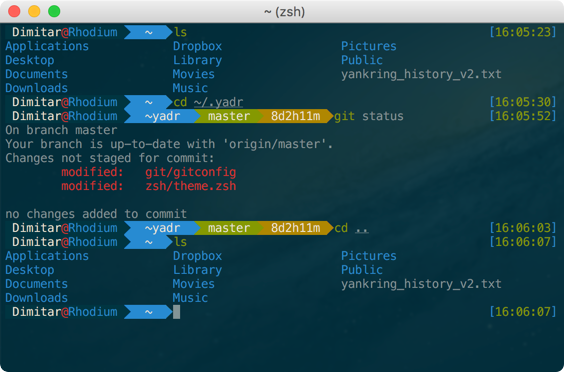 ~ (zsh)
Dimitar@Rhodium ~ ls [16:05:23]
Applications Dropbox Pictures
Desktop Library Public
Documents Movies yankring_history_v2.txt
Downloads Music
Dimitar@Rhodium ~ cd ~/.yadr [16:05:30]
Dimitar@Rhodium ~yadr master 8d2h11m git status [16:05:52]
On branch master
Your branch is up-to-date with 'origin/master'.
Changes not staged for commit:
modified: git/gitconfig
modified: zsh/theme.zsh
no changes added to commit
Dimitar@Rhodium ~yadr master 8d2h11m cd .. [16:06:03]
Dimitar@Rhodium ~ ls [16:06:07]
Applications Dropbox Pictures
Desktop Library Public
Documents Movies yankring_history_v2.txt
Downloads Music
Dimitar@Rhodium ~ [16:06:07]